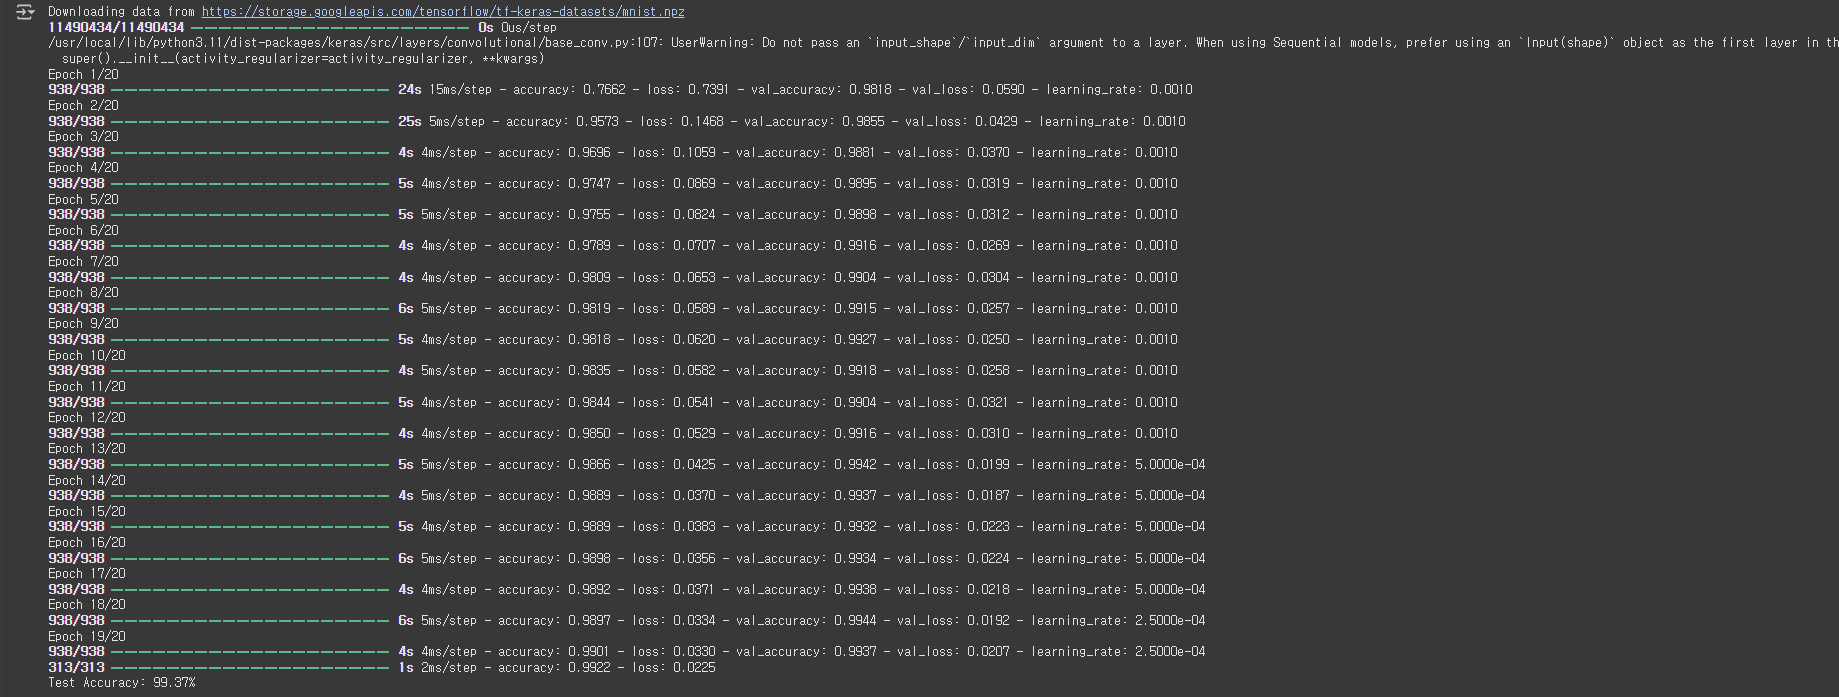 Downloading data from https://storage.googleapis.com/tensorflow/tf-keras-datasets/mnist.npz
11490434/11490434 ━━━━━━━━━━━━━━━━━━━━ 0s 0us/step
/usr/local/lib/python3.11/dist-packages/keras/src/layers/convolutional/base_conv.py:107: UserWarning: Do not pass an `input_shape`/`input_dim` argument to a layer. When using Sequential models, prefer using an `Input(shape)` object as the first layer in th
super().__init__(activity_regularizer=activity_regularizer, **kwargs)
Epoch 1/20
938/938 ━━━━━━━━━━━━━━━━━━━━ 24s 15ms/step - accuracy: 0.7662 - loss: 0.7391 - val_accuracy: 0.9818 - val_loss: 0.0590 - learning_rate: 0.0010
Epoch 2/20
938/938 ━━━━━━━━━━━━━━━━━━━━ 25s 5ms/step - accuracy: 0.9573 - loss: 0.1468 - val_accuracy: 0.9855 - val_loss: 0.0429 - learning_rate: 0.0010
Epoch 3/20
938/938 ━━━━━━━━━━━━━━━━━━━━ 4s 4ms/step - accuracy: 0.9696 - loss: 0.1059 - val_accuracy: 0.9881 - val_loss: 0.0370 - learning_rate: 0.0010
Epoch 4/20
938/938 ━━━━━━━━━━━━━━━━━━━━ 5s 4ms/step - accuracy: 0.9747 - loss: 0.0869 - val_accuracy: 0.9895 - val_loss: 0.0319 - learning_rate: 0.0010
Epoch 5/20
938/938 ━━━━━━━━━━━━━━━━━━━━ 5s 5ms/step - accuracy: 0.9755 - loss: 0.0824 - val_accuracy: 0.9898 - val_loss: 0.0312 - learning_rate: 0.0010
Epoch 6/20
938/938 ━━━━━━━━━━━━━━━━━━━━ 4s 4ms/step - accuracy: 0.9789 - loss: 0.0707 - val_accuracy: 0.9916 - val_loss: 0.0269 - learning_rate: 0.0010
Epoch 7/20
938/938 ━━━━━━━━━━━━━━━━━━━━ 4s 4ms/step - accuracy: 0.9809 - loss: 0.0653 - val_accuracy: 0.9904 - val_loss: 0.0304 - learning_rate: 0.0010
Epoch 8/20
938/938 ━━━━━━━━━━━━━━━━━━━━ 6s 5ms/step - accuracy: 0.9819 - loss: 0.0589 - val_accuracy: 0.9915 - val_loss: 0.0257 - learning_rate: 0.0010
Epoch 9/20
938/938 ━━━━━━━━━━━━━━━━━━━━ 5s 4ms/step - accuracy: 0.9818 - loss: 0.0620 - val_accuracy: 0.9927 - val_loss: 0.0250 - learning_rate: 0.0010
Epoch 10/20
938/938 ━━━━━━━━━━━━━━━━━━━━ 4s 5ms/step - accuracy: 0.9835 - loss: 0.0582 - val_accuracy: 0.9918 - val_loss: 0.0258 - learning_rate: 0.0010
Epoch 11/20
938/938 ━━━━━━━━━━━━━━━━━━━━ 5s 4ms/step - accuracy: 0.9844 - loss: 0.0541 - val_accuracy: 0.9904 - val_loss: 0.0321 - learning_rate: 0.0010
Epoch 12/20
938/938 ━━━━━━━━━━━━━━━━━━━━ 4s 4ms/step - accuracy: 0.9850 - loss: 0.0529 - val_accuracy: 0.9916 - val_loss: 0.0310 - learning_rate: 0.0010
Epoch 13/20
938/938 ━━━━━━━━━━━━━━━━━━━━ 5s 5ms/step - accuracy: 0.9866 - loss: 0.0425 - val_accuracy: 0.9942 - val_loss: 0.0199 - learning_rate: 5.0000e-04
Epoch 14/20
938/938 ━━━━━━━━━━━━━━━━━━━━ 4s 5ms/step - accuracy: 0.9889 - loss: 0.0370 - val_accuracy: 0.9937 - val_loss: 0.0187 - learning_rate: 5.0000e-04
Epoch 15/20
938/938 ━━━━━━━━━━━━━━━━━━━━ 5s 4ms/step - accuracy: 0.9889 - loss: 0.0383 - val_accuracy: 0.9932 - val_loss: 0.0223 - learning_rate: 5.0000e-04
Epoch 16/20
938/938 ━━━━━━━━━━━━━━━━━━━━ 6s 5ms/step - accuracy: 0.9898 - loss: 0.0356 - val_accuracy: 0.9934 - val_loss: 0.0224 - learning_rate: 5.0000e-04
Epoch 17/20
938/938 ━━━━━━━━━━━━━━━━━━━━ 4s 4ms/step - accuracy: 0.9892 - loss: 0.0371 - val_accuracy: 0.9938 - val_loss: 0.0218 - learning_rate: 5.0000e-04
Epoch 18/20
938/938 ━━━━━━━━━━━━━━━━━━━━ 6s 5ms/step - accuracy: 0.9897 - loss: 0.0334 - val_accuracy: 0.9944 - val_loss: 0.0192 - learning_rate: 2.5000e-04
Epoch 19/20
938/938 ━━━━━━━━━━━━━━━━━━━━ 4s 4ms/step - accuracy: 0.9901 - loss: 0.0330 - val_accuracy: 0.9937 - val_loss: 0.0207 - learning_rate: 2.5000e-04
313/313 ━━━━━━━━━━━━━━━━━━━━ 1s 2ms/step - accuracy: 0.9922 - loss: 0.0225
Test Accuracy: 99.37%